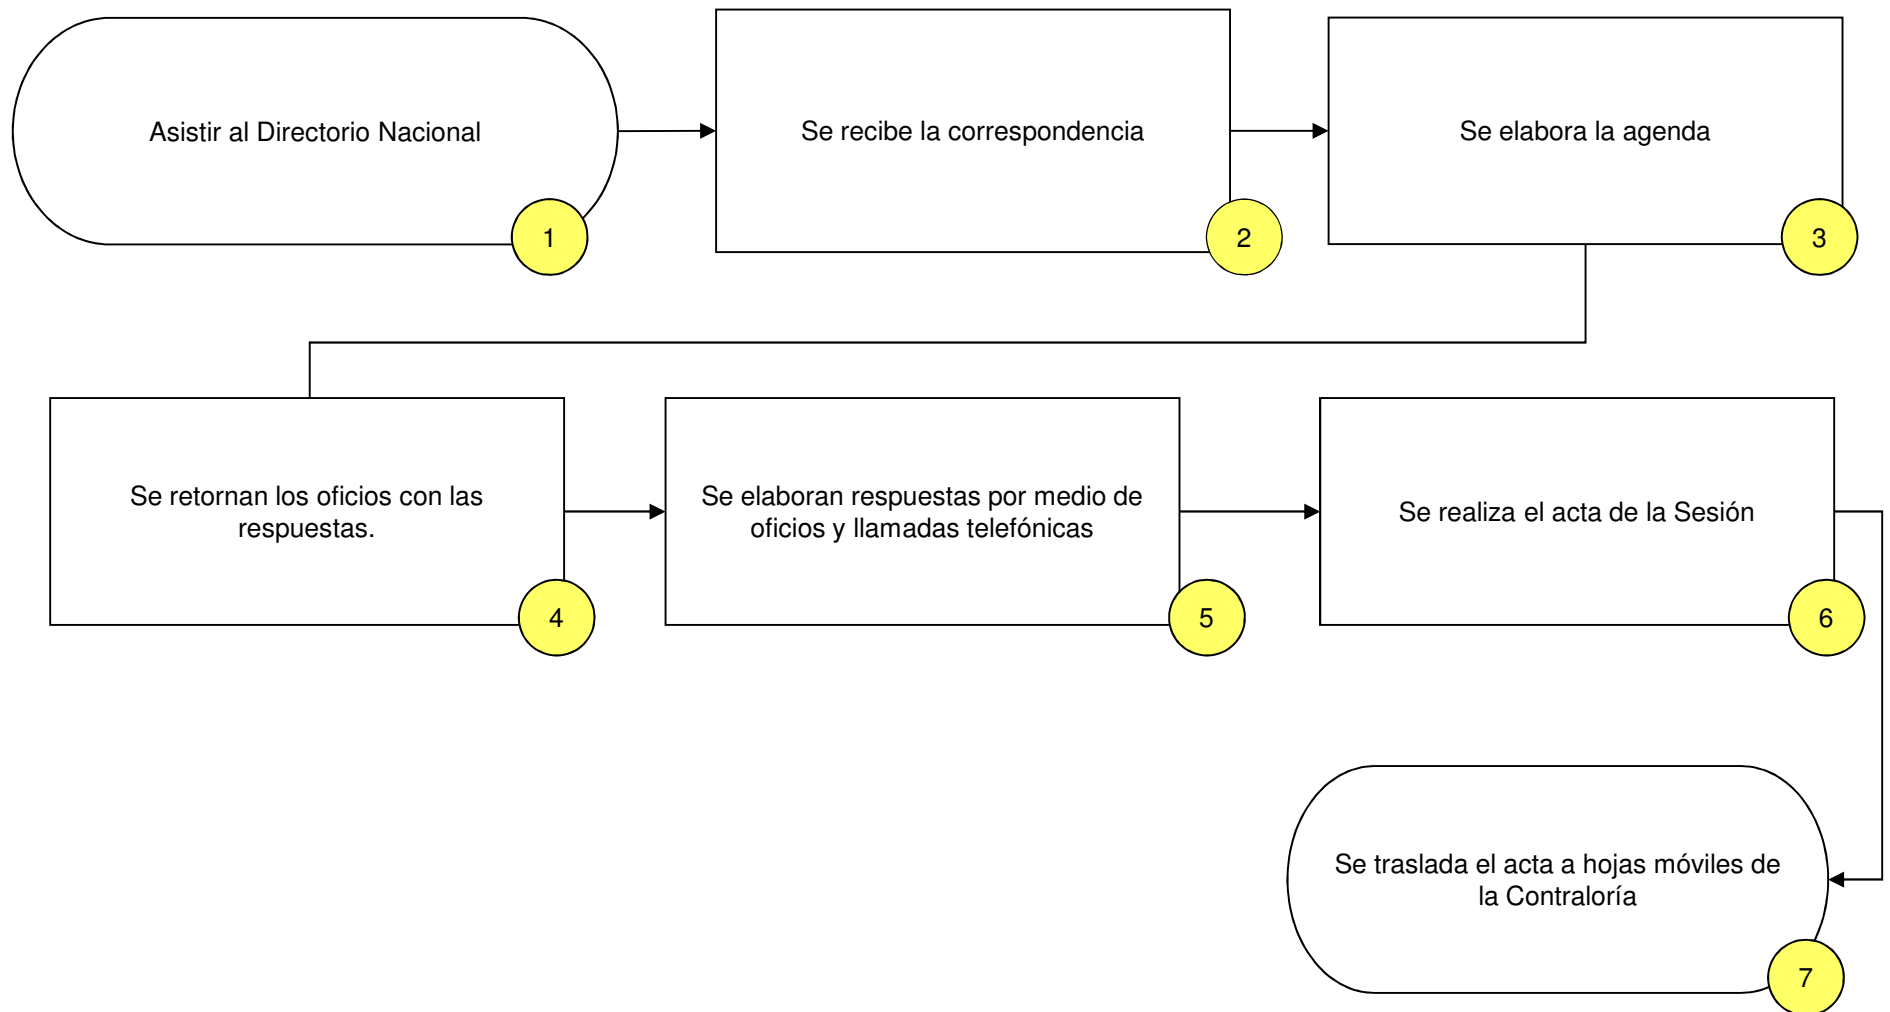 Asistir al Directorio Nacional
1
Se recibe la correspondencia
2
Se elabora la agenda
3
Se retornan los oficios con las
respuestas.
4
Se elaboran respuestas por medio de
oficios y llamadas telefónicas
5
Se realiza el acta de la Sesión
6
Se traslada el acta a hojas móviles de
la Contraloría
7